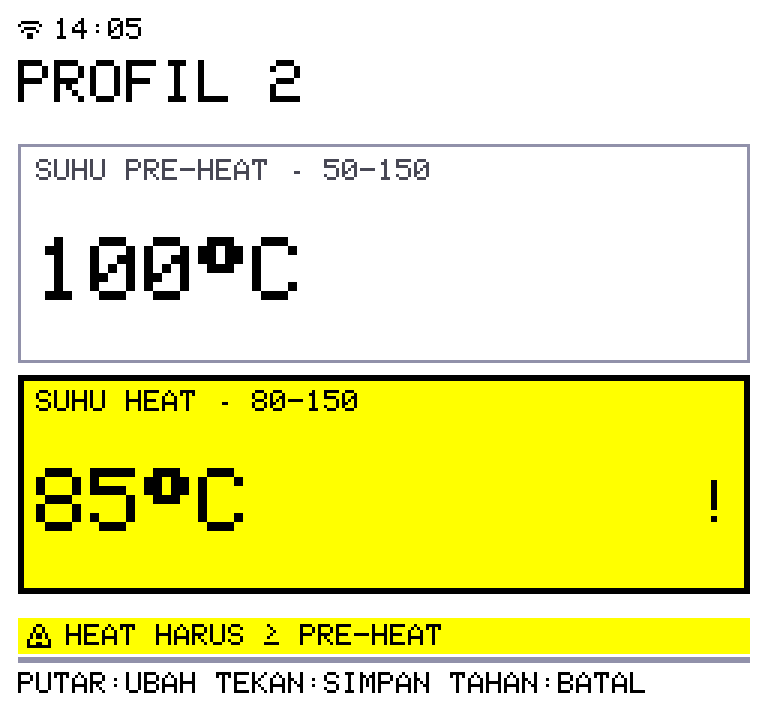 14:05
PROFIL 2
SUHU PRE-HEAT - 50-150
100°C
SUHU HEAT - 80-150
85°C
!
HEAT HARUS ≥ PRE-HEAT
PUTAR:UBAH TEKAN:SIMPAN TAHAN:BATAL